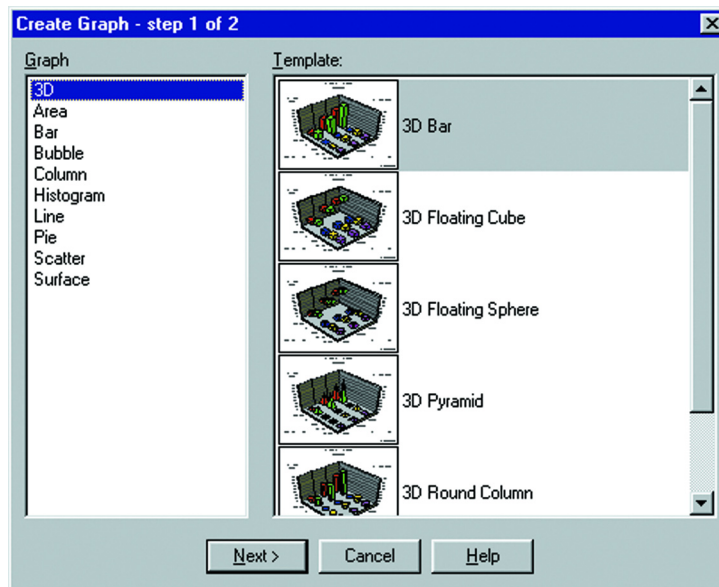 Create Graph - step 1 of 2
Graph
3D
Area
Bar
Bubble
Column
Histogram
Line
Pie
Scatter
Surface
Template:
3D Bar
3D Floating Cube
3D Floating Sphere
3D Pyramid
3D Round Column
Next >
Cancel
Help